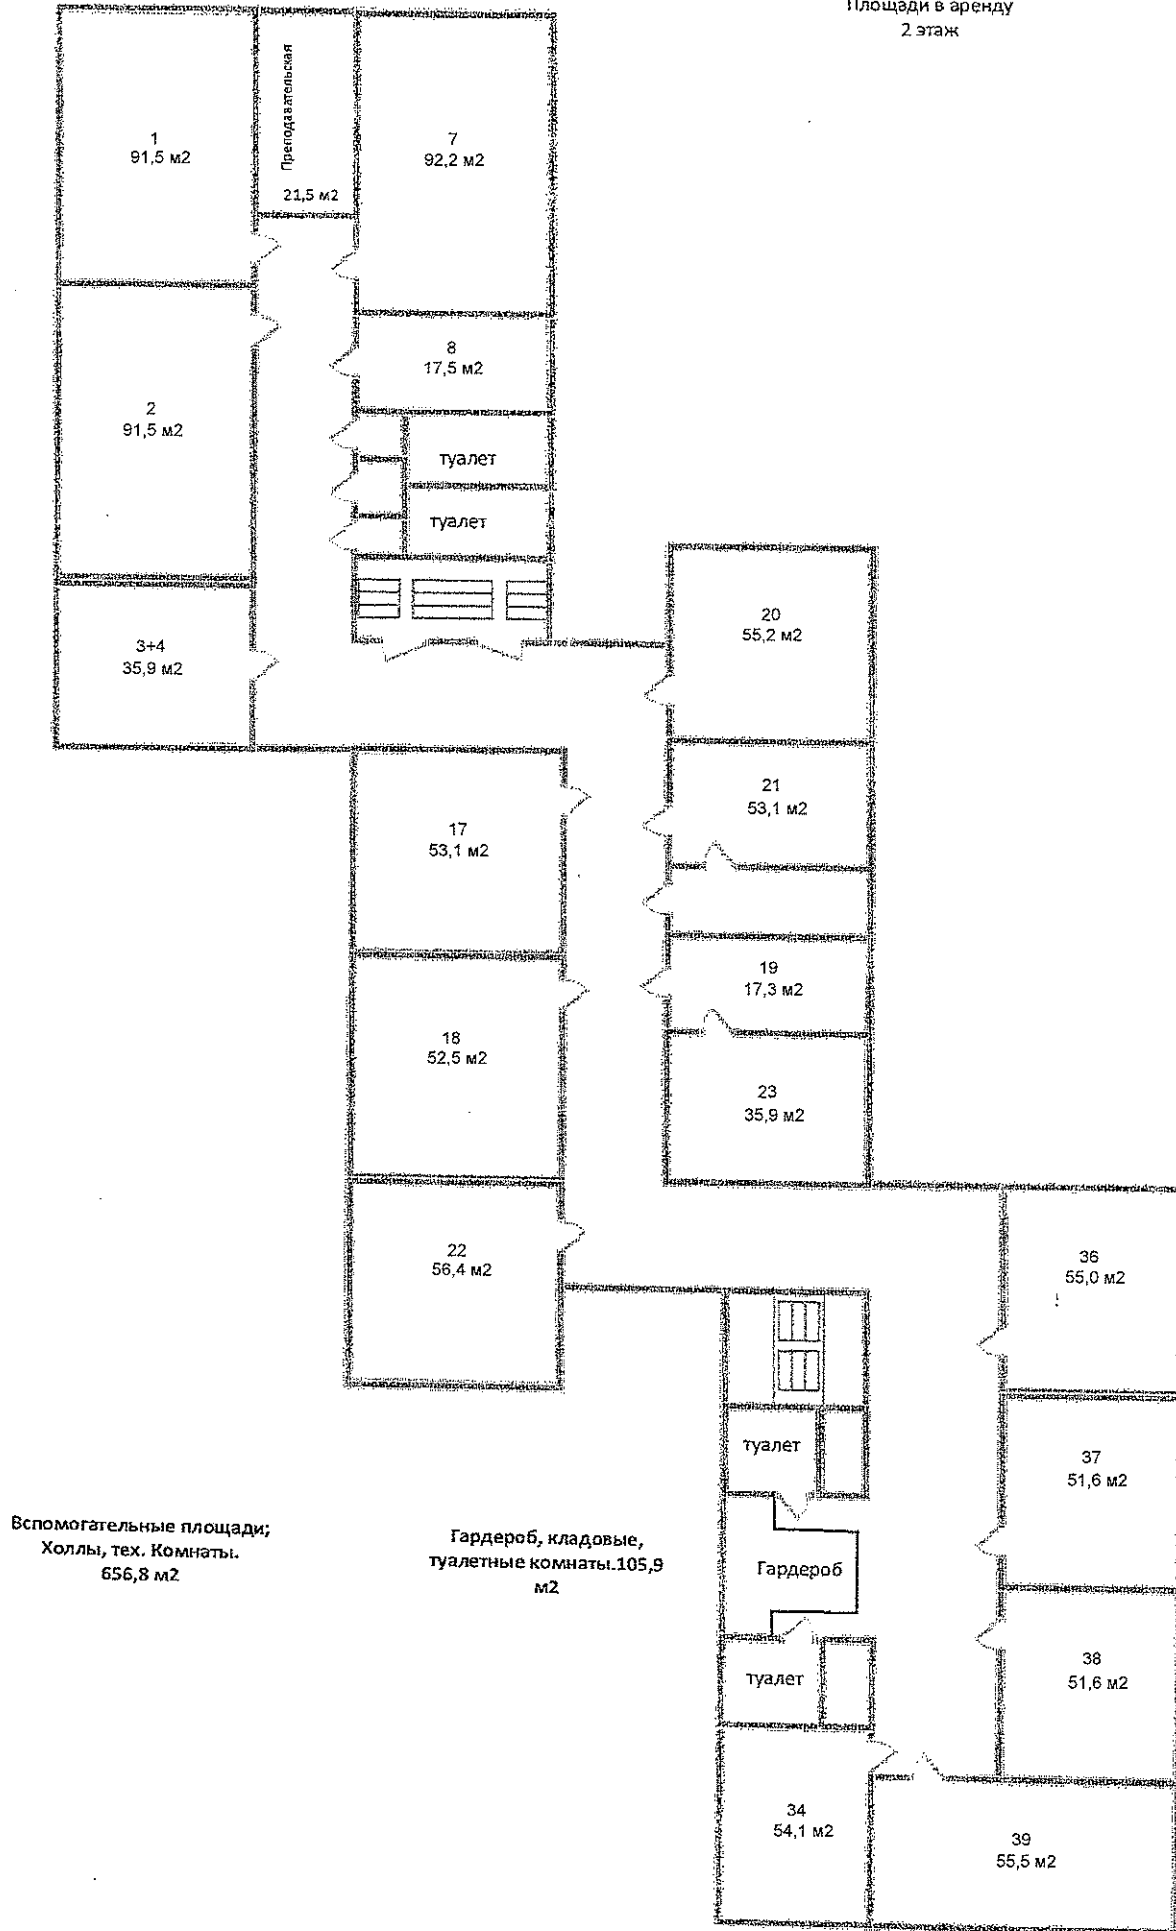 Площади в аренду
2 этаж
1
91,5 м2
Преподавательская
21,5 м2
7
92,2 м2
8
17,5 м2
2
91,5 м2
туалет
туалет
3+4
35,9 м2
20
55,2 м2
21
53,1 м2
17
53,1 м2
19
17,3 м2
18
52,5 м2
23
35,9 м2
22
56,4 м2
36
55,0 м2
туалет
37
51,6 м2
Вспомогательные площади;
Холлы, тех. Комнаты.
656,8 м2
Гардероб, кладовые,
туалетные комнаты.105,9
м2
Гардероб
38
51,6 м2
туалет
34
54,1 м2
39
55,5 м2